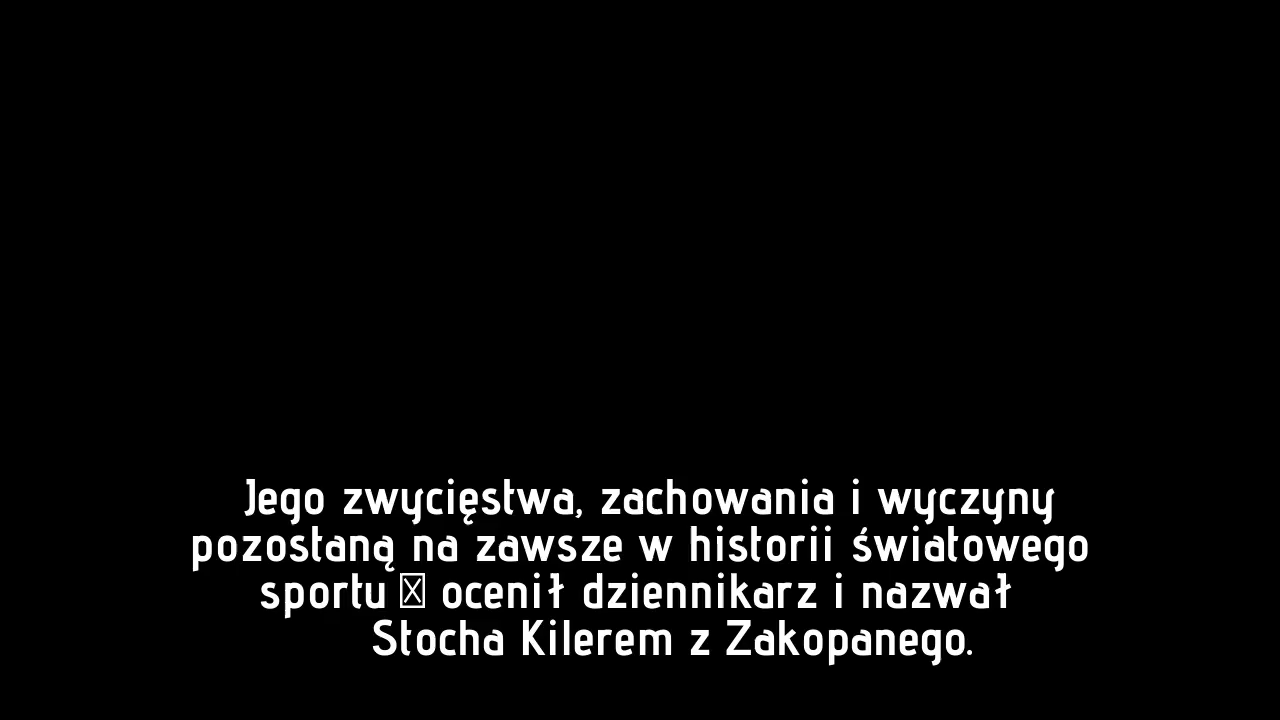 Jego zwycięstwa, zachowania i wyczyny
pozostaną na zawsze w historii światowego
sportu ☒ ocenił dziennikarz i nazwał
Stocha Kilerem z Zakopanego.